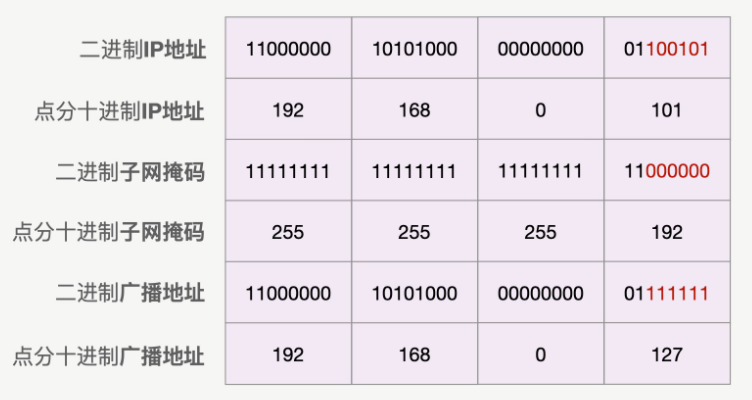 二进制IP地址 11000000 10101000 00000000 01100101
点分十进制IP地址 192 168 0 101
二进制子网掩码 11111111 11111111 11111111 11000000
点分十进制子网掩码 255 255 255 192
二进制广播地址 11000000 10101000 00000000 01111111
点分十进制广播地址 192 168 0 127